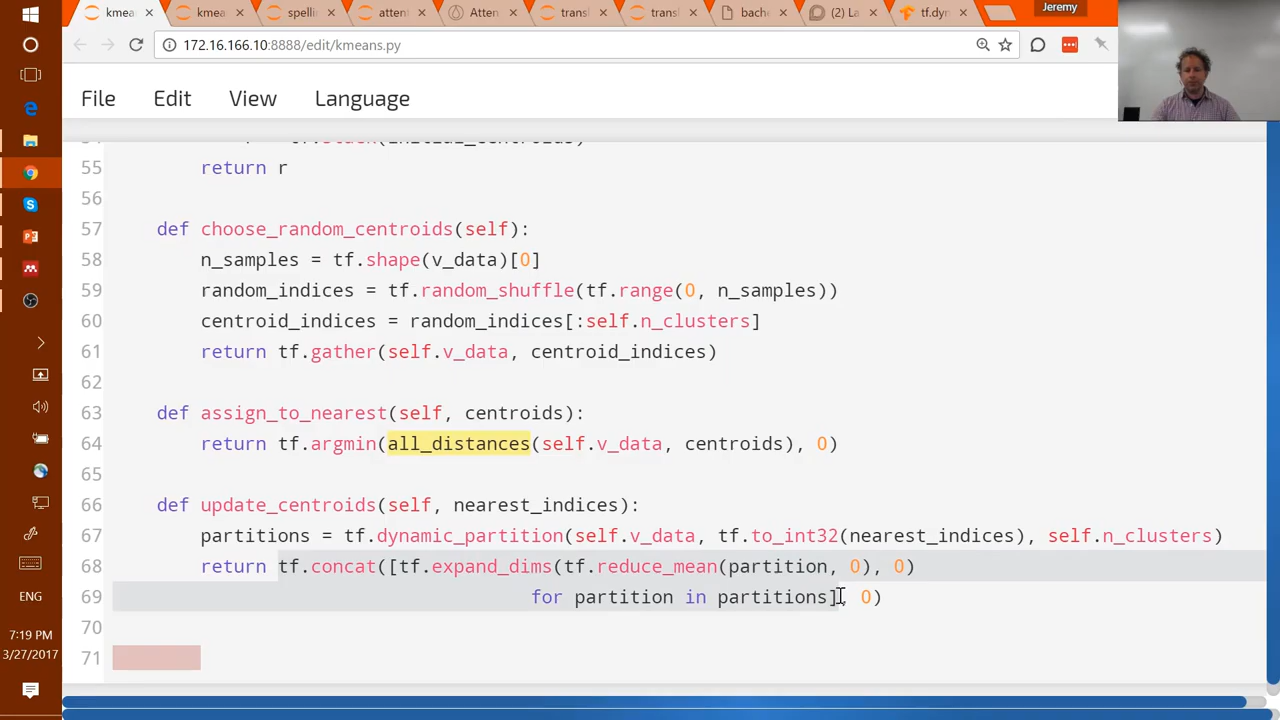 kmea
kmea
spellin
atten
Atten
transl
transl
bache
(2) La
tf.dyn
Jeremy
172.16.166.10:8888/edit/kmeans.py
File Edit View Language
55 return r
56
57 def choose_random_centroids(self):
58 n_samples = tf.shape(v_data)[0]
59 random_indices = tf.random_shuffle(tf.range(0, n_samples))
60 centroid_indices = random_indices[:self.n_clusters]
61 return tf.gather(self.v_data, centroid_indices)
62
63 def assign_to_nearest(self, centroids):
64 return tf.argmin(all_distances(self.v_data, centroids), 0)
65
66 def update_centroids(self, nearest_indices):
67 partitions = tf.dynamic_partition(self.v_data, tf.to_int32(nearest_indices), self.n_clusters)
68 return tf.concat([tf.expand_dims(tf.reduce_mean(partition, 0), 0)
69 for partition in partitions], 0)
70
71
ENG
7:19 PM
3/27/2017